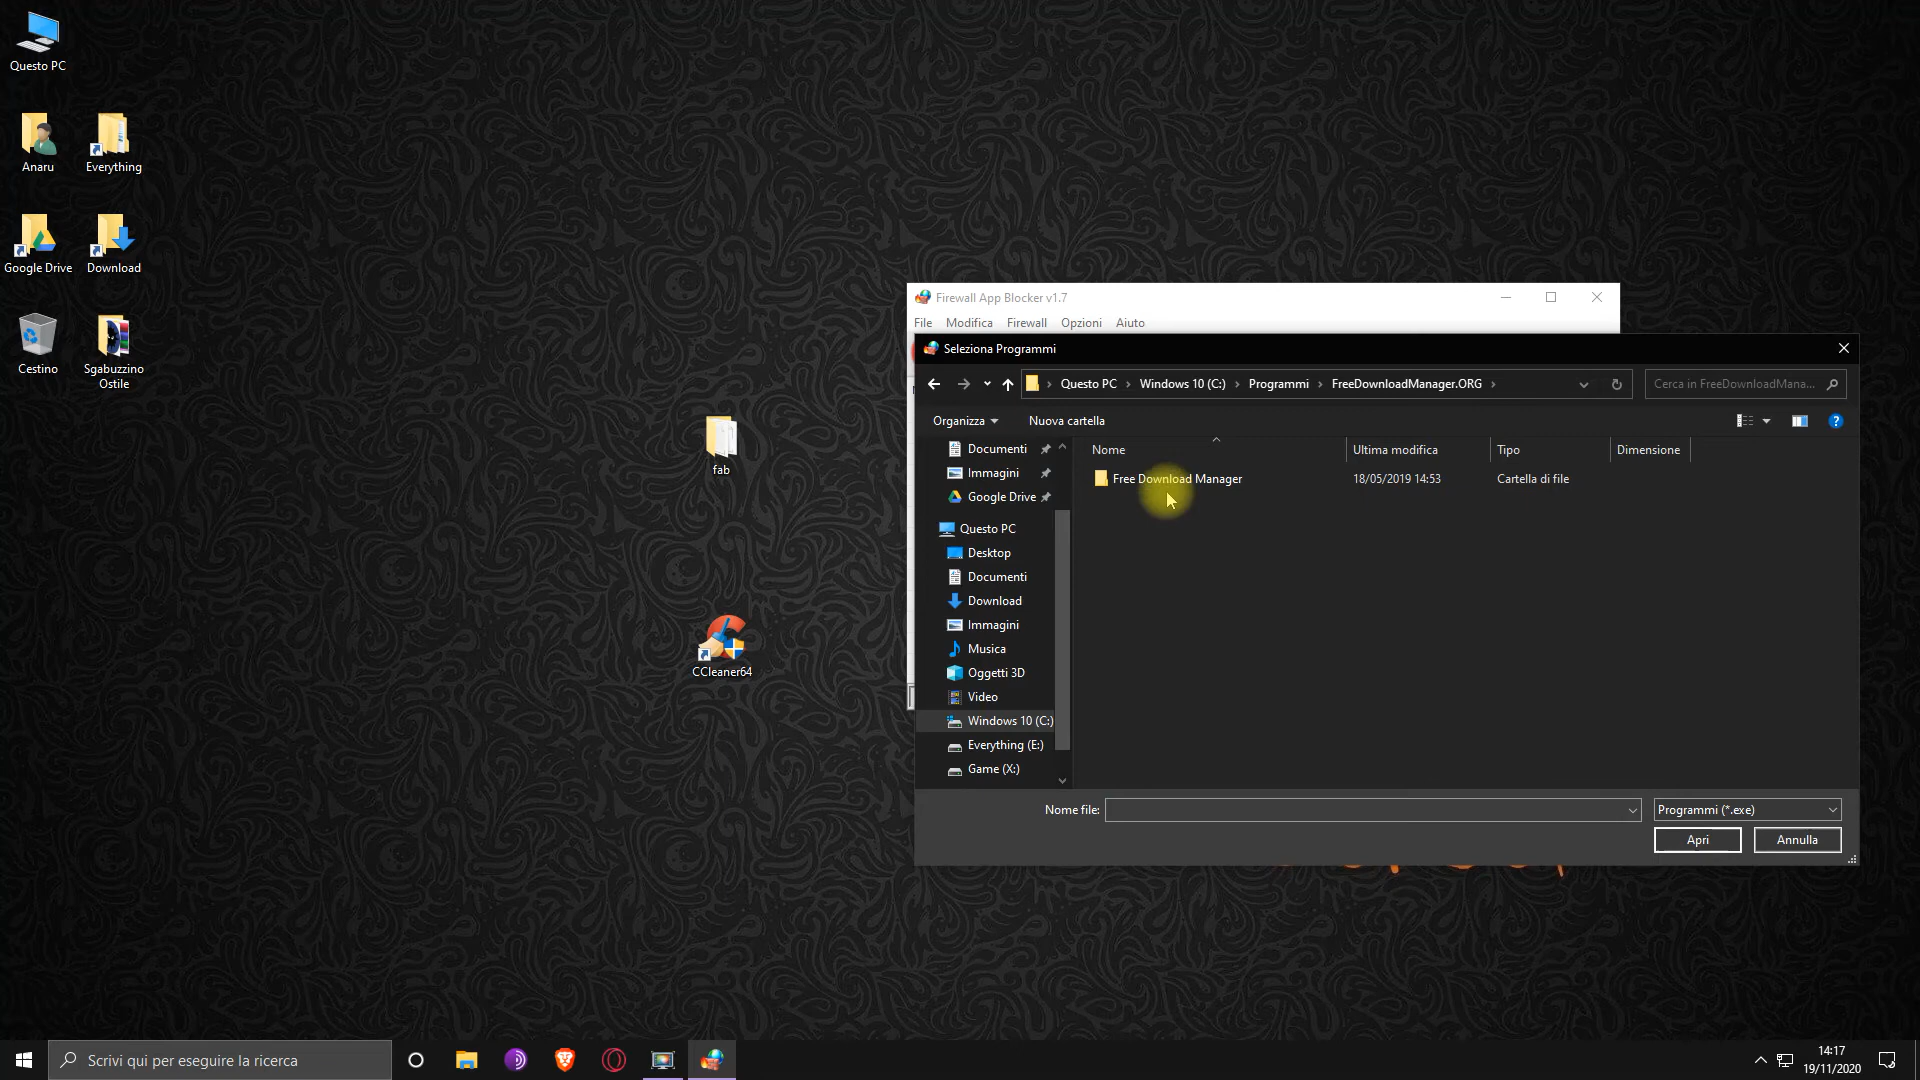 Questo PC
Anaru
Everything
Google Drive
Download
Cestino
Sgabuzzino
Ostile
fab
CCleaner64
Firewall App Blocker v1.7
File Modifica Firewall Opzioni Aiuto
Seleziona Programmi
Questo PC Windows 10 (C:) Programmi FreeDownloadManager.ORG
Cerca in FreeDownloadMana...
Organizza Nuova cartella
Nome Ultima modifica Tipo Dimensione
Free Download Manager 18/05/2019 14:53 Cartella di file
Documenti
Immagini
Google Drive
Questo PC
Desktop
Documenti
Download
Immagini
Musica
Oggetti 3D
Video
Windows 10 (C:)
Everything (E:)
Game (X:)
Nome file:
Programmi (*.exe)
Apri Annulla
Scrivi qui per eseguire la ricerca
14:17
19/11/2020